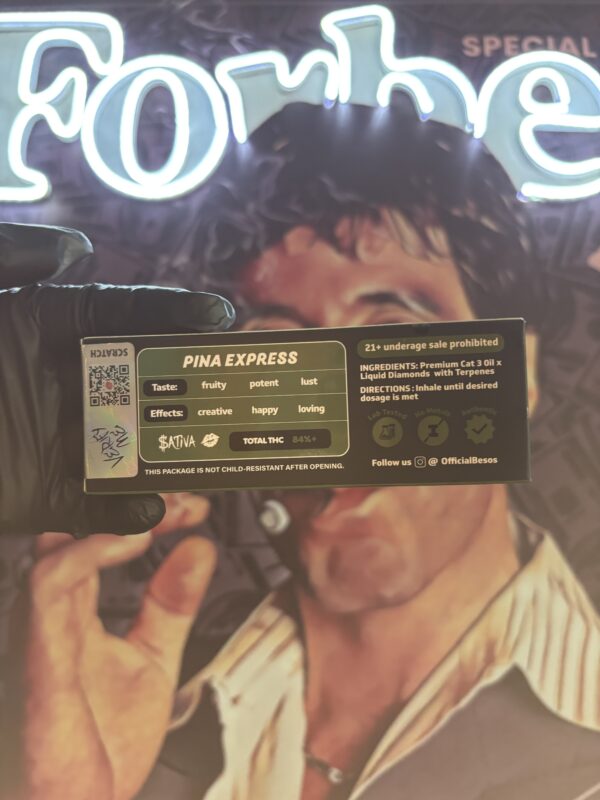 SPECIAL
Forbe
SCRATCH
VERIFY
ME
PINA EXPRESS
Taste: fruity potent lust
Effects: creative happy loving
$ATIVA TOTAL THC 84%+
THIS PACKAGE IS NOT CHILD-RESISTANT AFTER OPENING.
21+ underage sale prohibited
INGREDIENTS: Premium Cat 3 Oil x
Liquid Diamonds with Terpenes
DIRECTIONS: Inhale until desired
dosage is met
Lab Tested No Metals Authentic
Follow us @ OfficialBesos